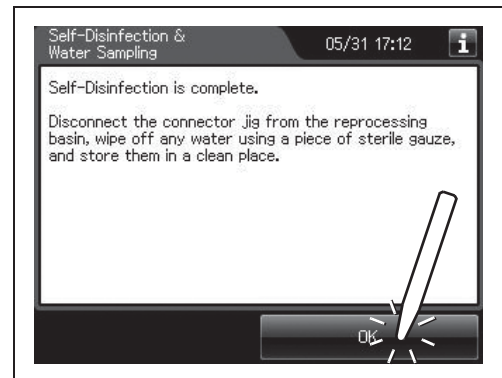 Self-Disinfection &
Water Sampling
05/31 17:12
i
Self-Disinfection is complete.
Disconnect the connector jig from the reprocessing
basin, wipe off any water using a piece of sterile gauze,
and store them in a clean place.
OK